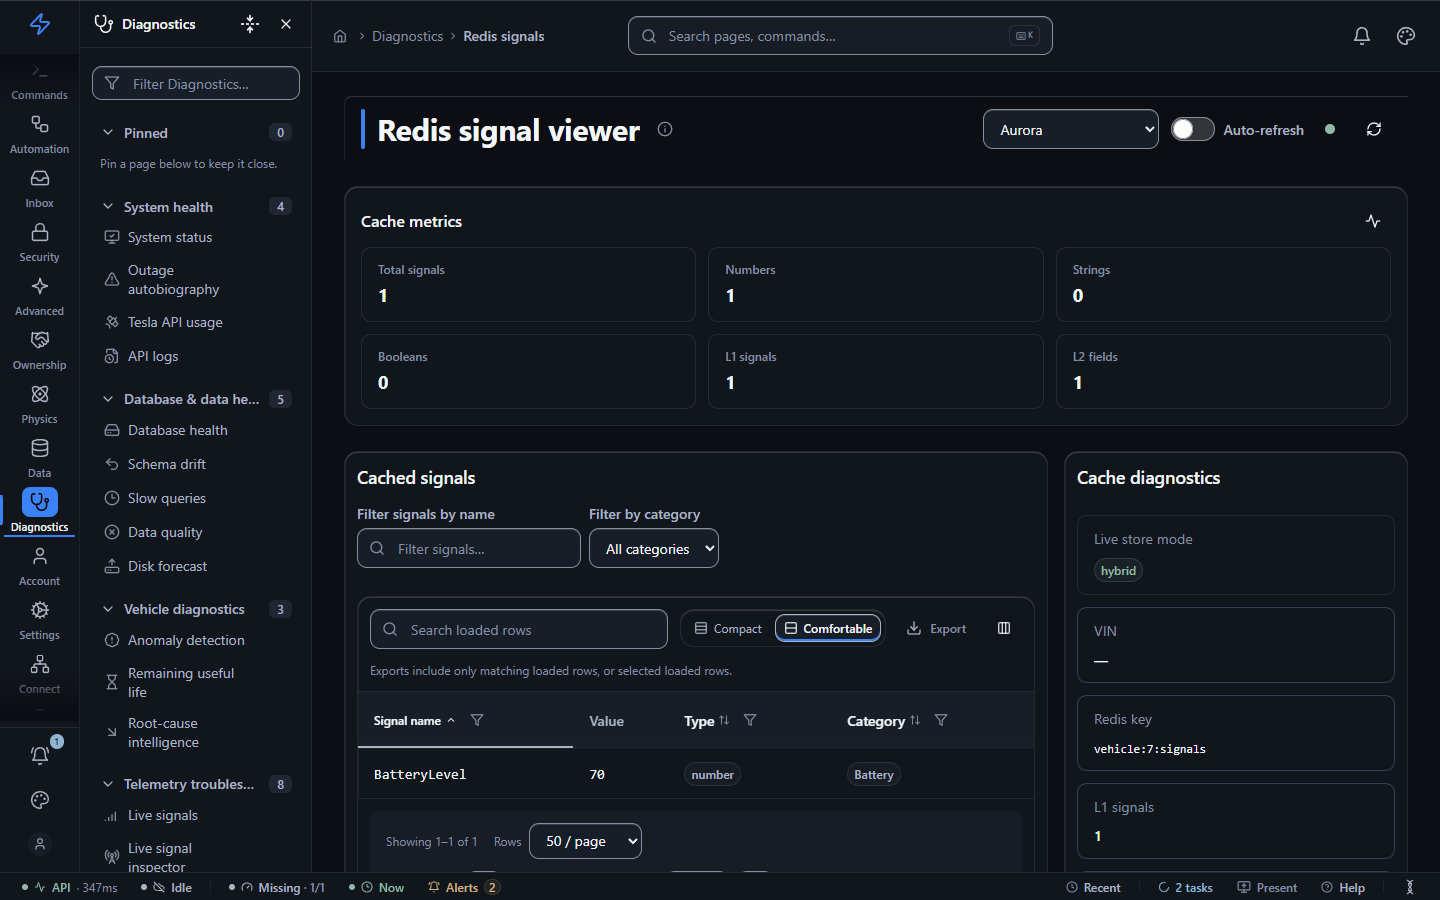 Commands
Automation
Inbox
Security
Advanced
Ownership
Physics
Data
Diagnostics
Account
Settings
Connect
1
Diagnostics
Filter Diagnostics...
Pinned 0
Pin a page below to keep it close.
System health 4
System status
Outage
autobiography
Tesla API usage
API logs
Database & data he... 5
Database health
Schema drift
Slow queries
Data quality
Disk forecast
Vehicle diagnostics 3
Anomaly detection
Remaining useful
life
Root-cause
intelligence
Telemetry troubles... 8
Live signals
Live signal
inspector
Diagnostics
Redis signals
Search pages, commands...
K
Redis signal viewer
Aurora
Auto-refresh
Cache metrics
Total signals
1
Numbers
1
Strings
0
Booleans
0
L1 signals
1
L2 fields
1
Cached signals
Filter signals by name
Filter signals...
Filter by category
All categories
Search loaded rows
Compact
Comfortable
Export
Exports include only matching loaded rows, or selected loaded rows.
Signal name Value Type Category
BatteryLevel 70 number Battery
Showing 1–1 of 1 Rows 50 / page
Cache diagnostics
Live store mode
hybrid
VIN
—
Redis key
vehicle:7:signals
L1 signals
1
API · 347ms
Idle
Missing · 1/1
Now
Alerts 2
Recent
2 tasks
Present
Help